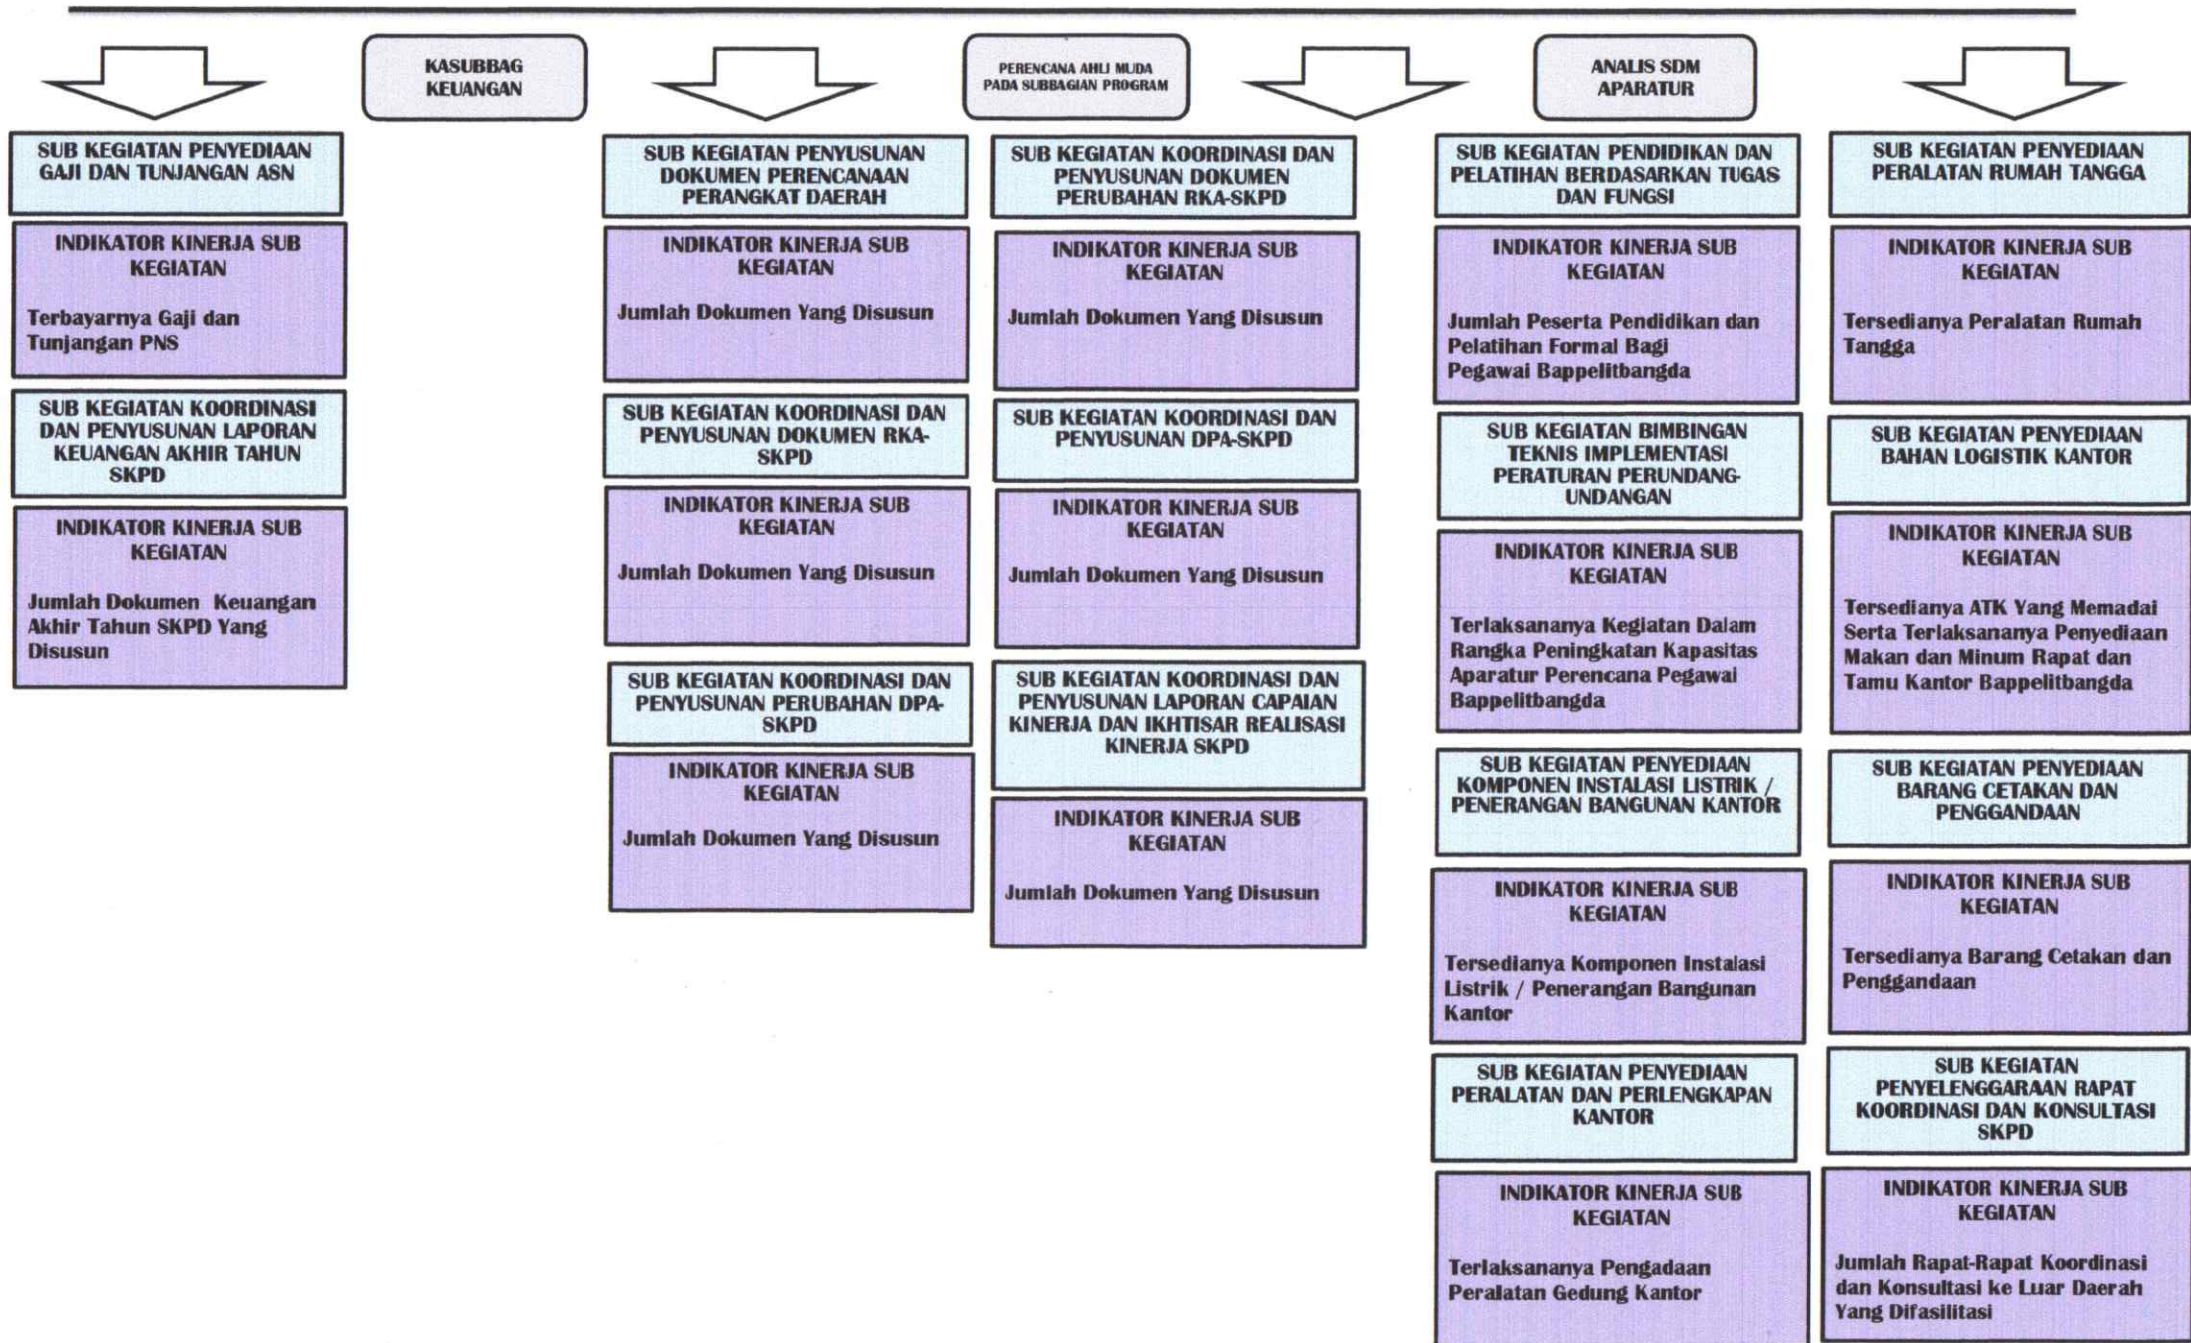 KASUBBAG
KEUANGAN
PERENCANA AHLI MUDA
PADA SUBBAGIAN PROGRAM
ANALIS SDM
APARATUR
SUB KEGIATAN PENYEDIAAN
GAJI DAN TUNJANGAN ASN
INDIKATOR KINERJA SUB
KEGIATAN
Terbayarnya Gaji dan
Tunjangan PNS
SUB KEGIATAN KOORDINASI
DAN PENYUSUNAN LAPORAN
KEUANGAN AKHIR TAHUN
SKPD
INDIKATOR KINERJA SUB
KEGIATAN
Jumlah Dokumen Keuangan
Akhir Tahun SKPD Yang
Disusun
SUB KEGIATAN PENYUSUNAN
DOKUMEN PERENCANAAN
PERANGKAT DAERAH
INDIKATOR KINERJA SUB
KEGIATAN
Jumlah Dokumen Yang Disusun
SUB KEGIATAN KOORDINASI DAN
PENYUSUNAN DOKUMEN RKA-
SKPD
INDIKATOR KINERJA SUB
KEGIATAN
Jumlah Dokumen Yang Disusun
SUB KEGIATAN KOORDINASI DAN
PENYUSUNAN PERUBAHAN DPA-
SKPD
INDIKATOR KINERJA SUB
KEGIATAN
Jumlah Dokumen Yang Disusun
SUB KEGIATAN KOORDINASI DAN
PENYUSUNAN DOKUMEN
PERUBAHAN RKA-SKPD
INDIKATOR KINERJA SUB
KEGIATAN
Jumlah Dokumen Yang Disusun
SUB KEGIATAN KOORDINASI DAN
PENYUSUNAN DPA-SKPD
INDIKATOR KINERJA SUB
KEGIATAN
Jumlah Dokumen Yang Disusun
SUB KEGIATAN KOORDINASI DAN
PENYUSUNAN LAPORAN CAPAIAN
KINERJA DAN IKHTISAR REALISASI
KINERJA SKPD
INDIKATOR KINERJA SUB
KEGIATAN
Jumlah Dokumen Yang Disusun
SUB KEGIATAN PENDIDIKAN DAN
PELATIHAN BERDASARKAN TUGAS
DAN FUNGSI
INDIKATOR KINERJA SUB
KEGIATAN
Jumlah Peserta Pendidikan dan
Pelatihan Formal Bagi
Pegawai Bappelitbangda
SUB KEGIATAN BIMBINGAN
TEKNIS IMPLEMENTASI
PERATURAN PERUNDANG-
UNDANGAN
INDIKATOR KINERJA SUB
KEGIATAN
Terlaksananya Kegiatan Dalam
Rangka Peningkatan Kapasitas
Aparatur Perencana Pegawai
Bappelitbangda
SUB KEGIATAN PENYEDIAAN
KOMPONEN INSTALASI LISTRIK /
PENERANGAN BANGUNAN KANTOR
INDIKATOR KINERJA SUB
KEGIATAN
Tersedianya Komponen Instalasi
Listrik / Penerangan Bangunan
Kantor
SUB KEGIATAN PENYEDIAAN
PERALATAN DAN PERLENGKAPAN
KANTOR
INDIKATOR KINERJA SUB
KEGIATAN
Terlaksananya Pengadaan
Peralatan Gedung Kantor
SUB KEGIATAN PENYEDIAAN
PERALATAN RUMAH TANGGA
INDIKATOR KINERJA SUB
KEGIATAN
Tersedianya Peralatan Rumah
Tangga
SUB KEGIATAN PENYEDIAAN
BAHAN LOGISTIK KANTOR
INDIKATOR KINERJA SUB
KEGIATAN
Tersedianya ATK Yang Memadai
Serta Terlaksananya Penyediaan
Makan dan Minum Rapat dan
Tamu Kantor Bappelitbangda
SUB KEGIATAN PENYEDIAAN
BARANG CETAKAN DAN
PENGGANDAAN
INDIKATOR KINERJA SUB
KEGIATAN
Tersedianya Barang Cetakan dan
Penggandaan
SUB KEGIATAN
PENYELENGGARAAN RAPAT
KOORDINASI DAN KONSULTASI
SKPD
INDIKATOR KINERJA SUB
KEGIATAN
Jumlah Rapat-Rapat Koordinasi
dan Konsultasi ke Luar Daerah
Yang Difasilitasi